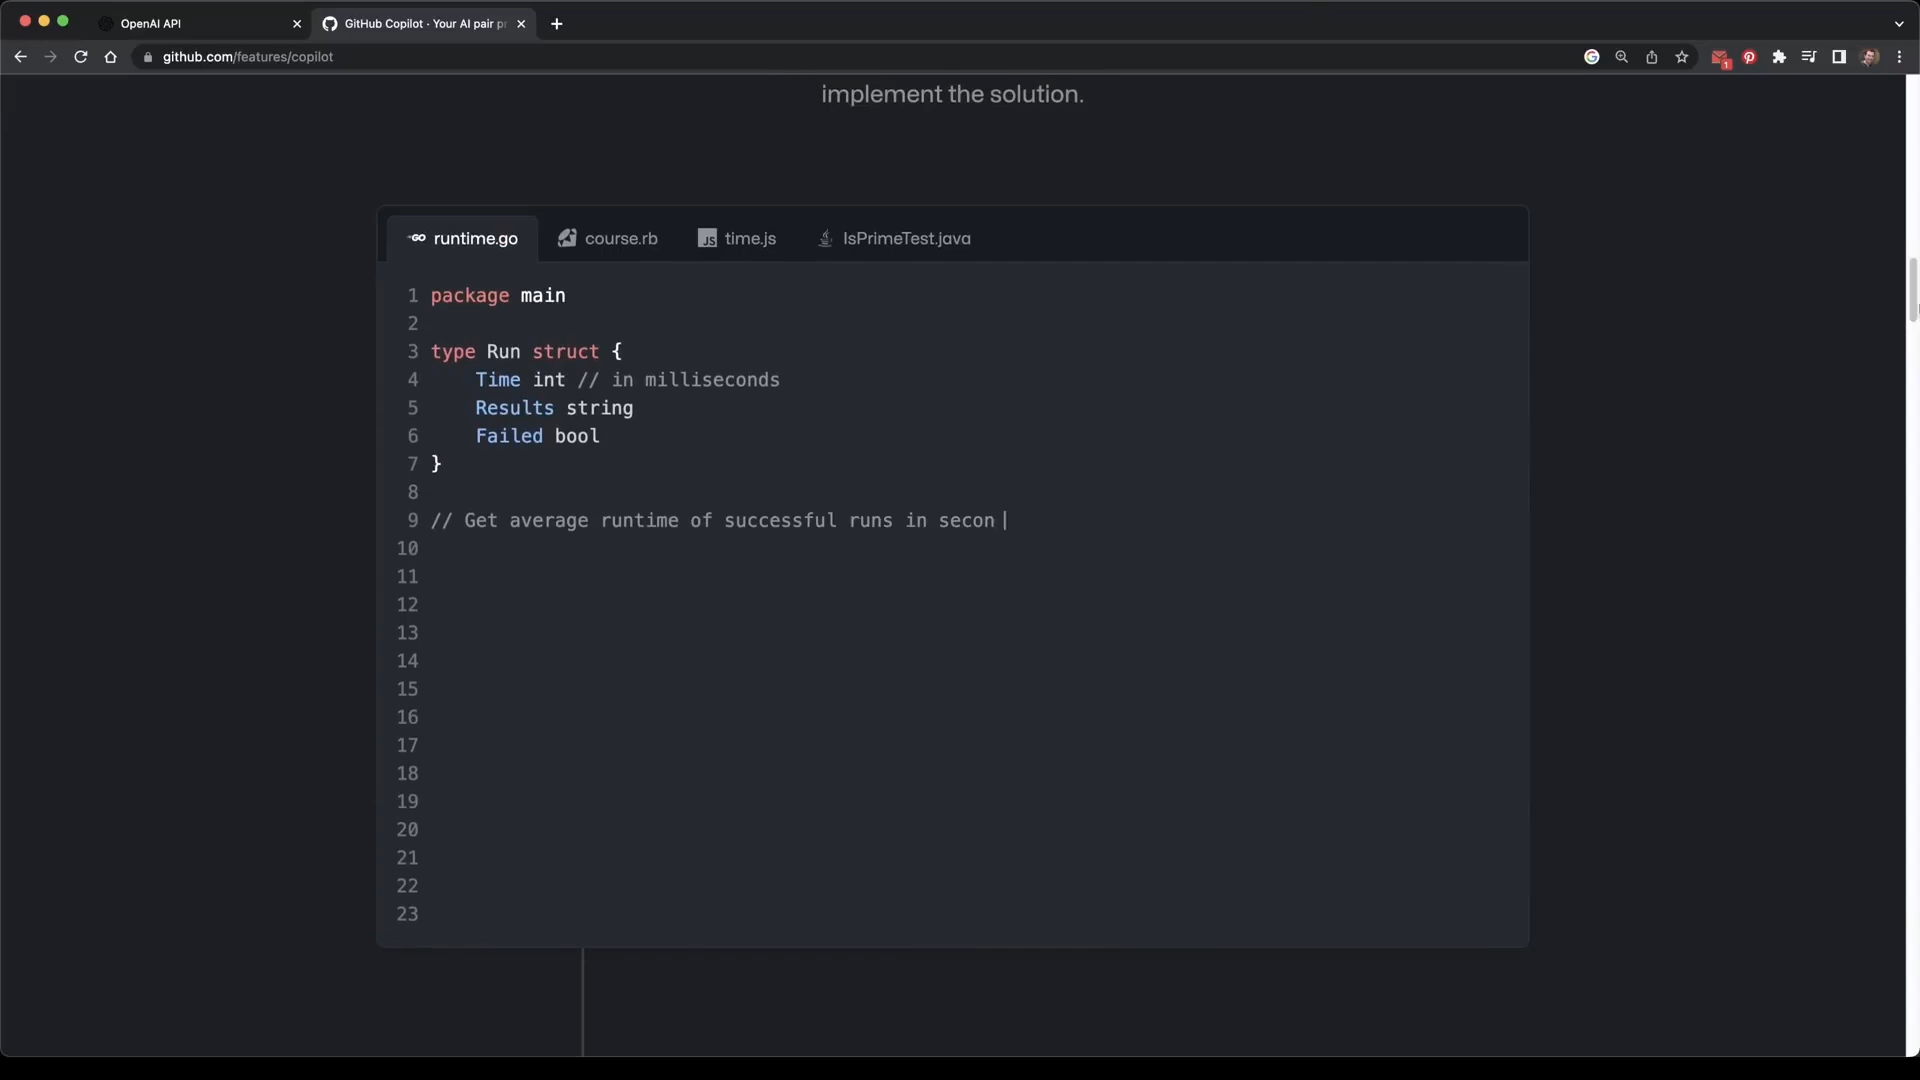 OpenAI API
GitHub Copilot · Your AI pair p
github.com/features/copilot
1
implement the solution.
GO runtime.go
course.rb
JS time.js
IsPrimeTest.java
1 package main
2
3 type Run struct {
4 Time int // in milliseconds
5 Results string
6 Failed bool
7 }
8
9 // Get average runtime of successful runs in secon
10
11
12
13
14
15
16
17
18
19
20
21
22
23